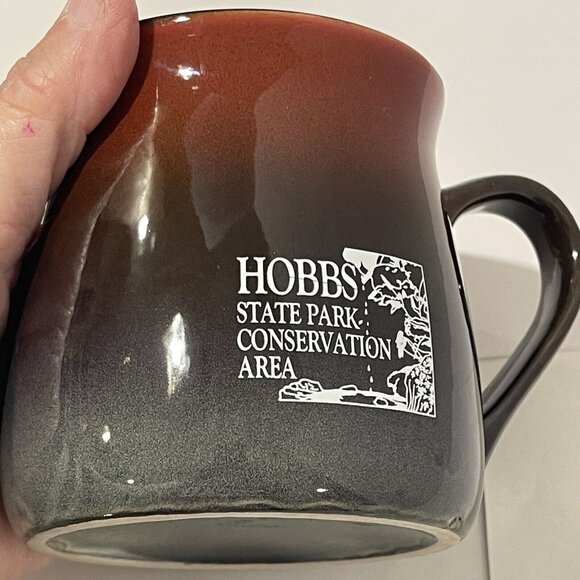 HOBBS
STATE PARK-
CONSERVATION
AREA